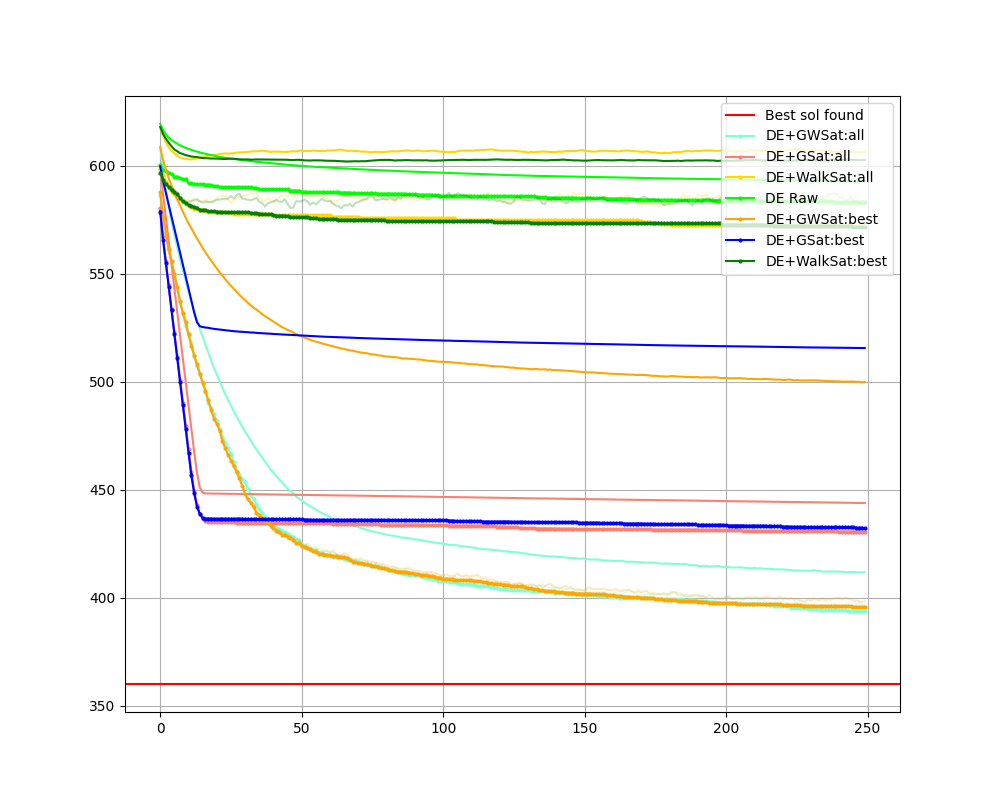 Best sol found
DE+GWSat:all
DE+GSat:all
DE+WalkSat:all
DE Raw
DE+GWSat:best
DE+GSat:best
DE+WalkSat:best
600
550
500
450
400
350
0 50 100 150 200 250